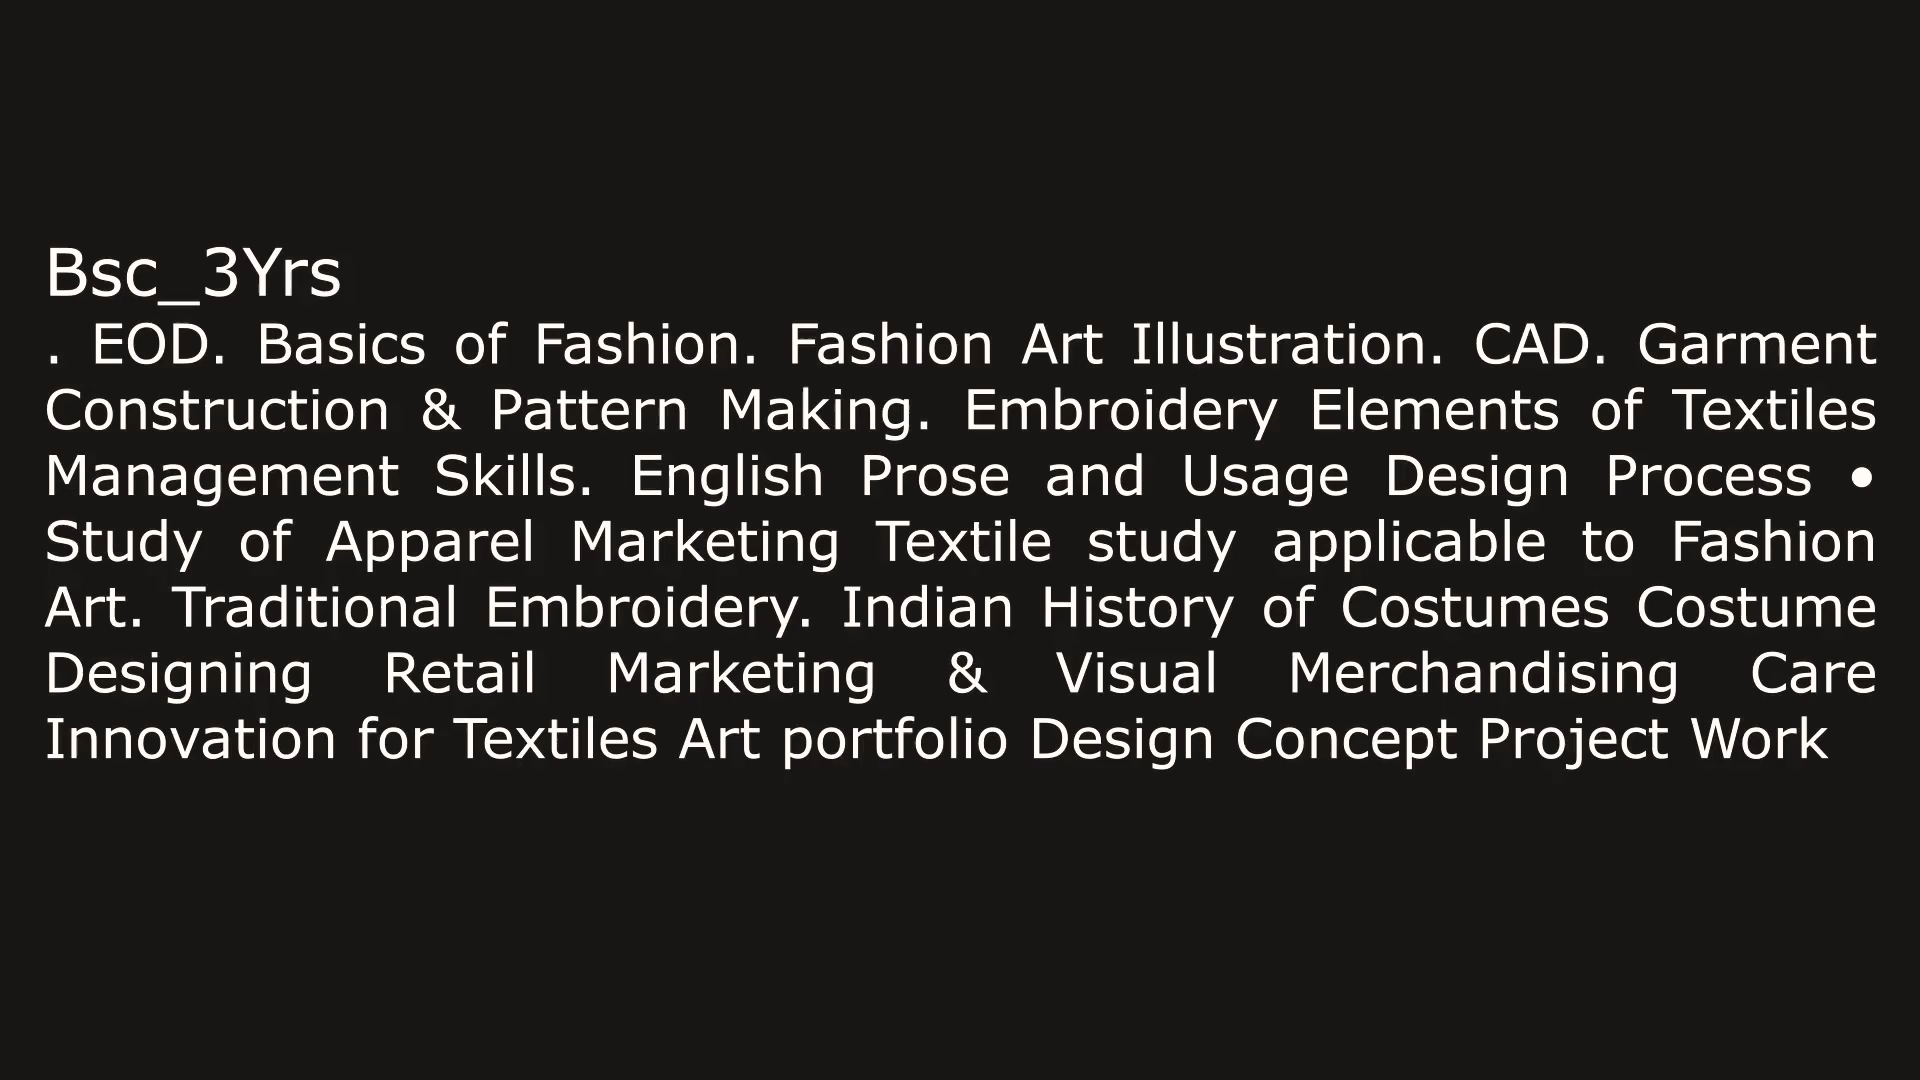 Bsc_3Yrs
. EOD. Basics of Fashion. Fashion Art Illustration. CAD. Garment
Construction & Pattern Making. Embroidery Elements of Textiles
Management Skills. English Prose and Usage Design Process •
Study of Apparel Marketing Textile study applicable to Fashion
Art. Traditional Embroidery. Indian History of Costumes Costume
Designing Retail Marketing & Visual Merchandising Care
Innovation for Textiles Art portfolio Design Concept Project Work